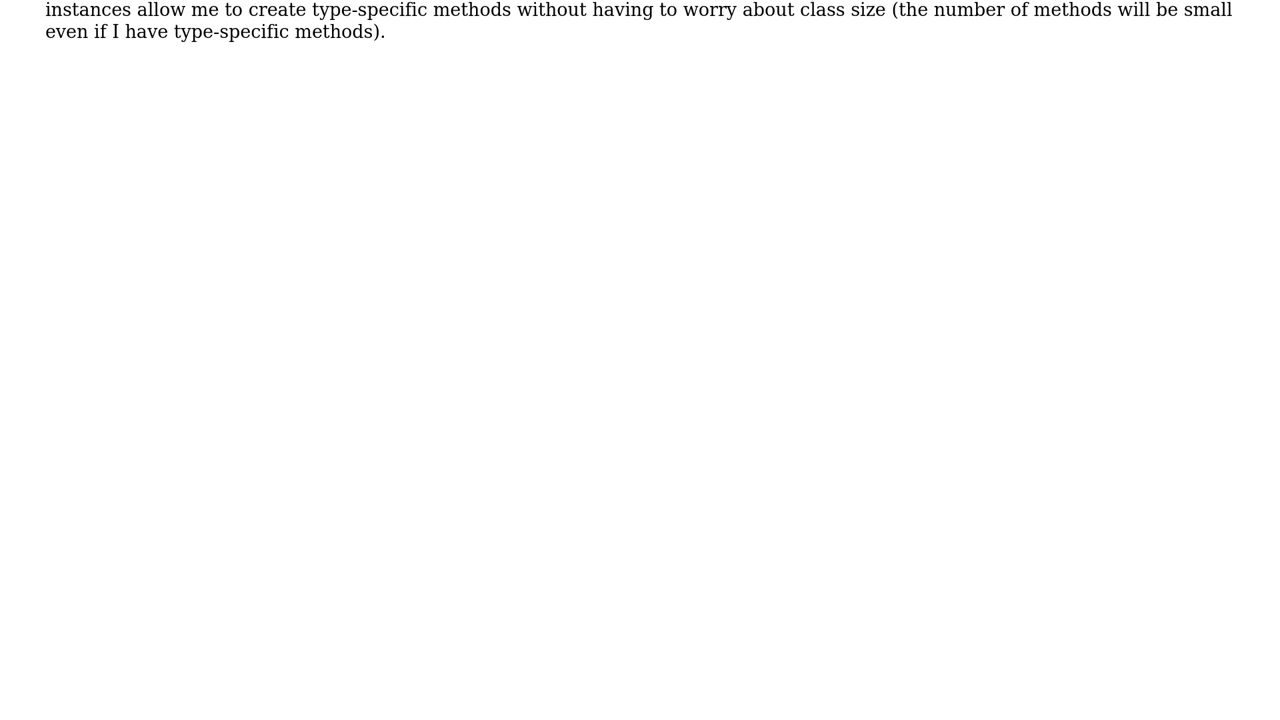 instances allow me to create type-specific methods without having to worry about class size (the number of methods will be small
even if I have type-specific methods).